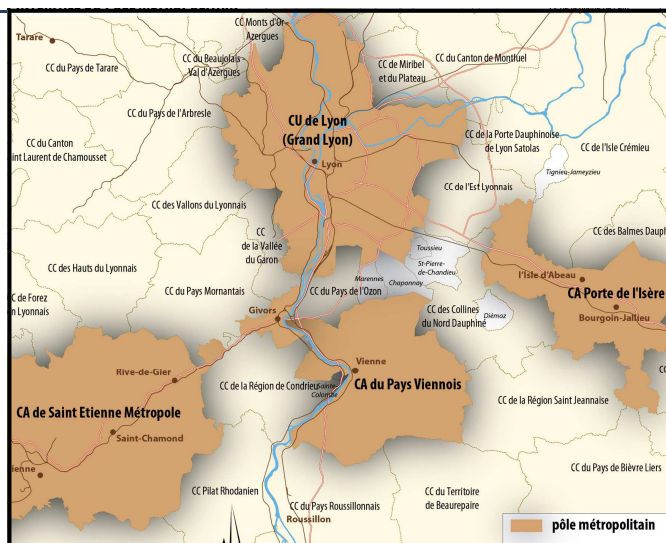 CC Monts d'Or
Azergues
Tarare
CC du Pays de Tarare
CC du Beaujolais
Val d'Azergues
CC de Miribel
et du Plateau
CC du Canton de Montluel
CC du Pays de l'Arbresle
CU de Lyon
(Grand Lyon)
Lyon
CC de la Porte Dauphinoise
de Lyon Satolas
CC du Canton
nt Laurent de Chamousset
CC de l'Isle Crémieu
Tignieu-Jameyzieu
CC de l'Est Lyonnais
CC des Vallons du Lyonnais
CC
de la Vallée
du Garon
CC des Balmes Dauph
Toussieu
St-Pierre-
de-Chandieu
CC des Hauts du Lyonnais
Marennes
Chaponnay
l'Isle d'Abeau
CC du Pays Mornantais
CC du Pays de l'Ozon
CA Porte de l'Isère
C de Forez
n Lyonnais
Givors
CC des Collines
du Nord Dauphiné
Diémoz
Bourgoin-Jallieu
Vienne
Rive-de-Gier
CC de la Région de Condrieu
Sainte-
Colombe
CA du Pays Viennois
CA de Saint Etienne Métropole
CC de la Région Saint Jeannaise
Saint-Chamond
ienne
CC du Pays de Bièvre Liers
CC Pilat Rhodanien
CC du Pays Roussillonnais
Roussillon
CC du Territoire
de Beaurepaire
pôle métropolitain